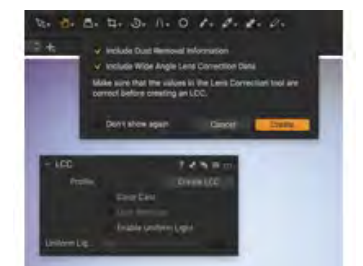 Include Dust Removal Information
Include Wide Angle Lens Correction Data
Make sure that the values in the Lens Correction tool are
correct before creating an LCC.
Don't show again Cancel Create
LCC
Profile Create LCC
Color Cast
Dust Removal
Enable Uniform Light
Uniform Lig...